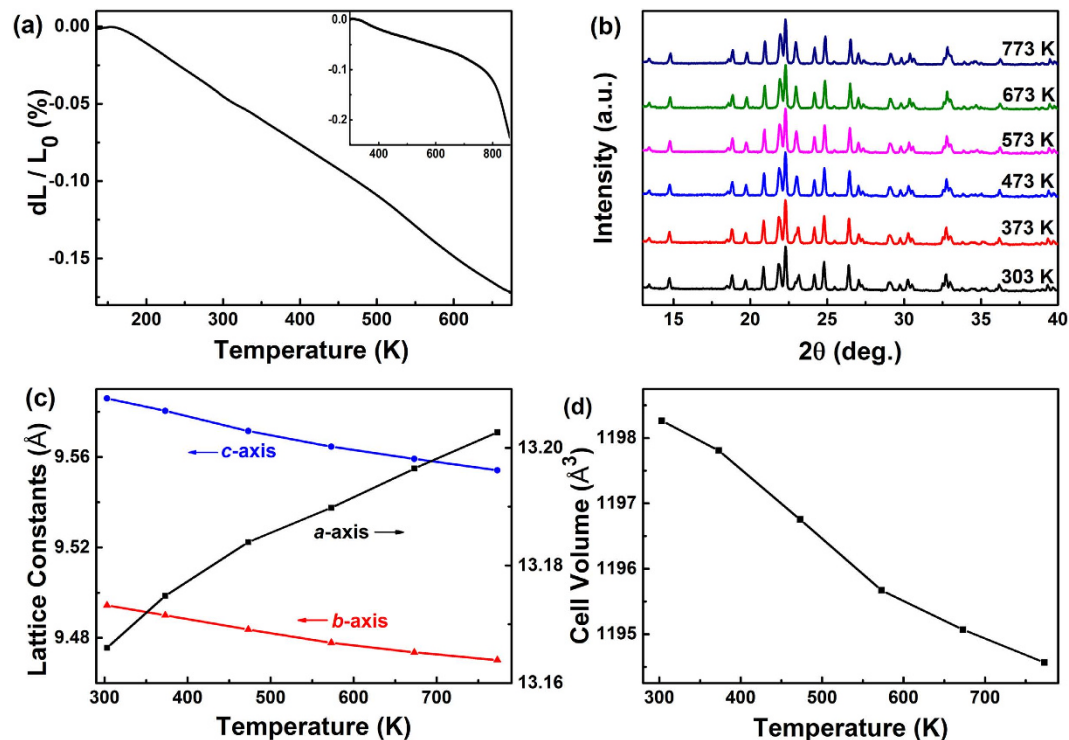 (a)
0.00
-0.05
-0.10
-0.15
dL / L₀ (%)
200 300 400 500 600
Temperature (K)
0.0
-0.1
-0.2
400 600 800
(b)
Intensity (a.u.)
773 K
673 K
573 K
473 K
373 K
303 K
15 20 25 30 35 40
2θ (deg.)
(c)
Lattice Constants (Å)
9.56
9.52
9.48
c-axis
a-axis
b-axis
13.20
13.18
13.16
300 400 500 600 700
Temperature (K)
(d)
Cell Volume (Å³)
1198
1197
1196
1195
300 400 500 600 700
Temperature (K)